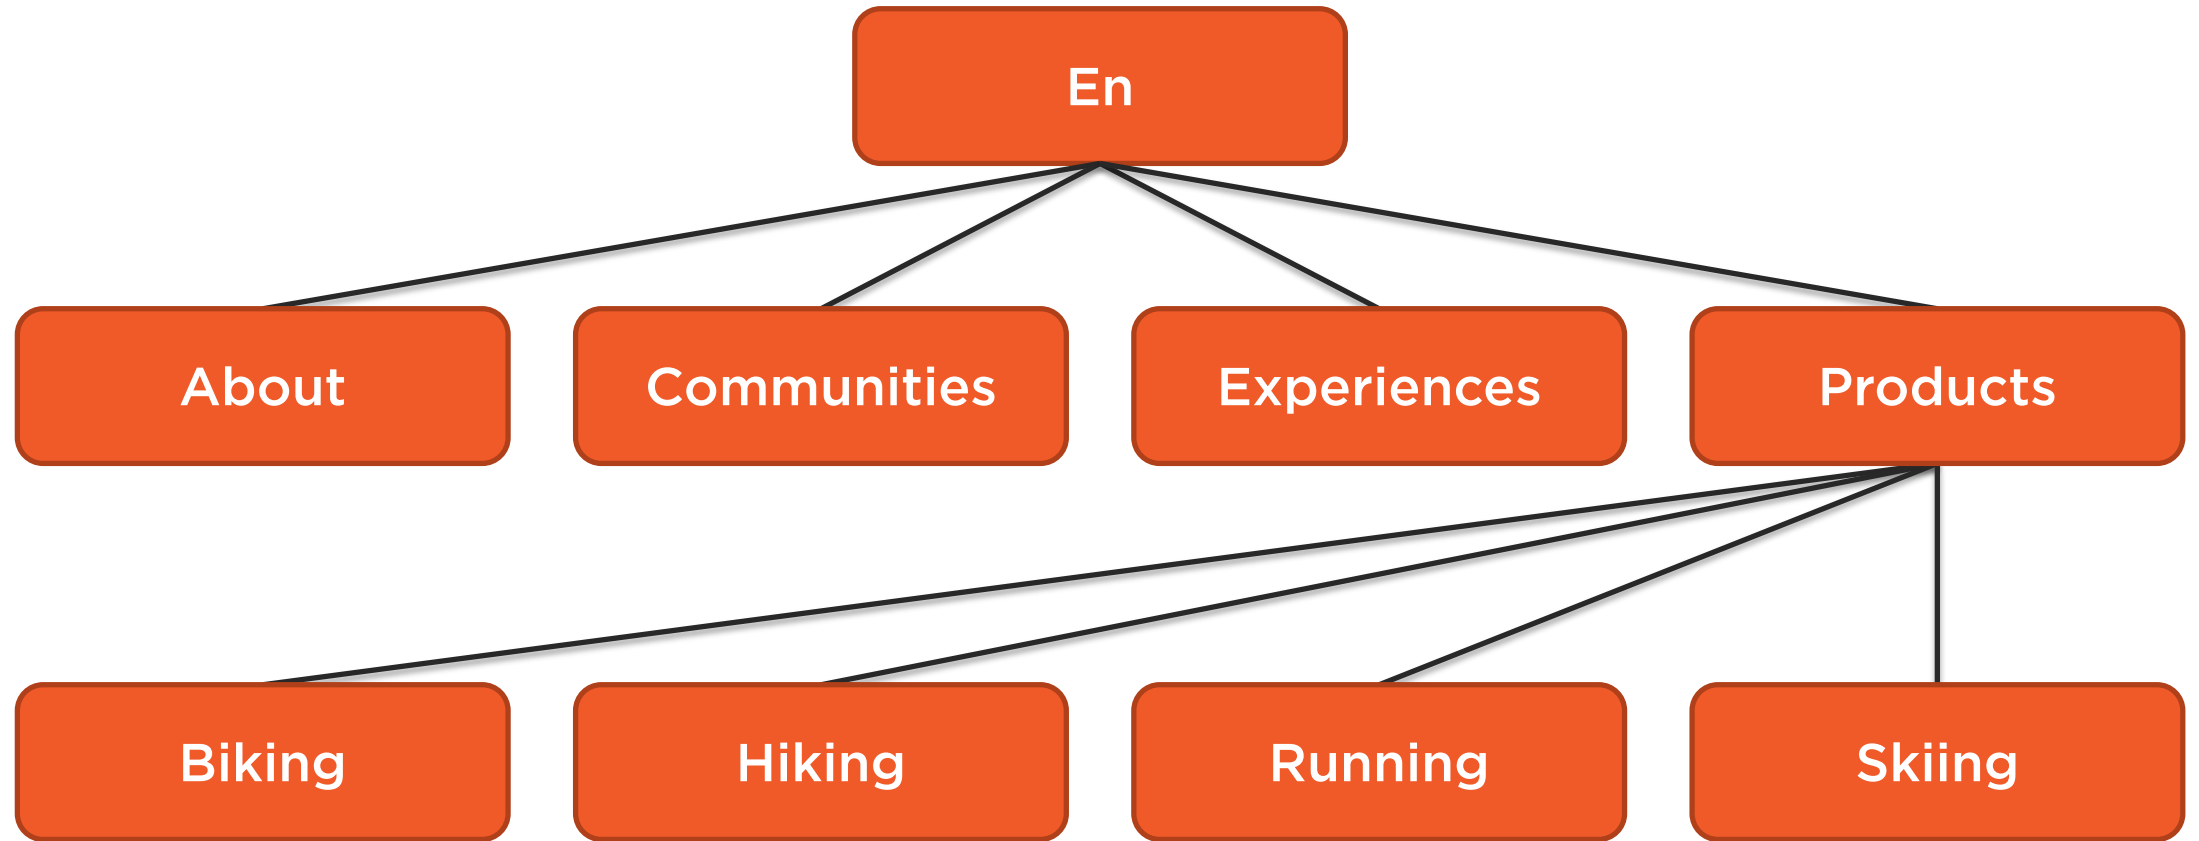 En
About
Communities
Experiences
Products
Biking
Hiking
Running
Skiing